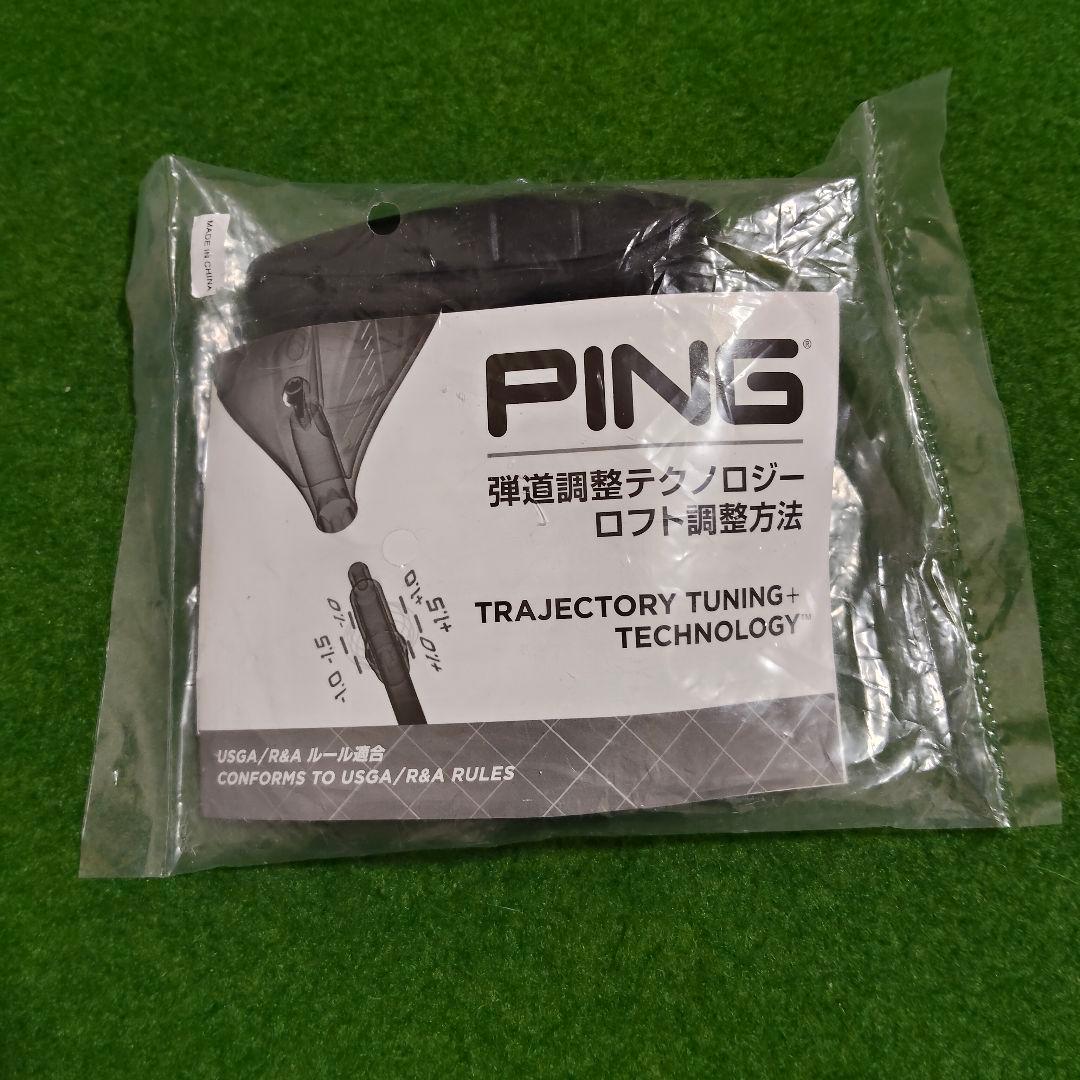 MADE IN CHINA
PING®
弾道調整テクノロジー
ロフト調整方法
TRAJECTORY TUNING+
TECHNOLOGY™
+1.5
+1.0
+/0
0/-
-1.5
-1.0
USGA/R&A ルール適合
CONFORMS TO USGA/R&A RULES